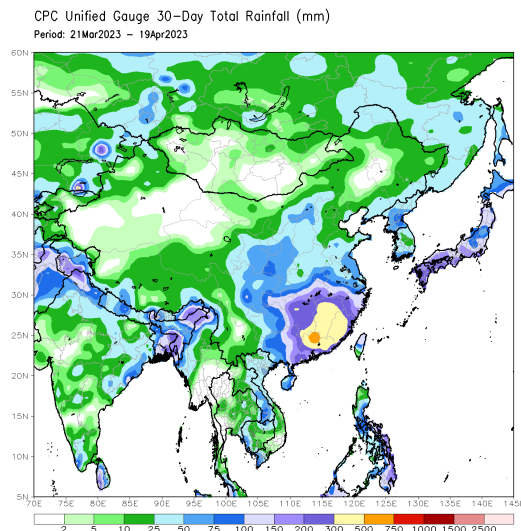 CPC Unified Gauge 30-Day Total Rainfall (mm)
Period: 21Mar2023 - 19Apr2023
60N
55N
50N
45N
40N
35N
30N
25N
20N
15N
10N
5N
70E 75E 80E 85E 90E 95E 100E 105E 110E 115E 120E 125E 130E 135E 140E 145E
2 5 10 25 50 75 100 150 200 300 500 750 1000 1500 2500